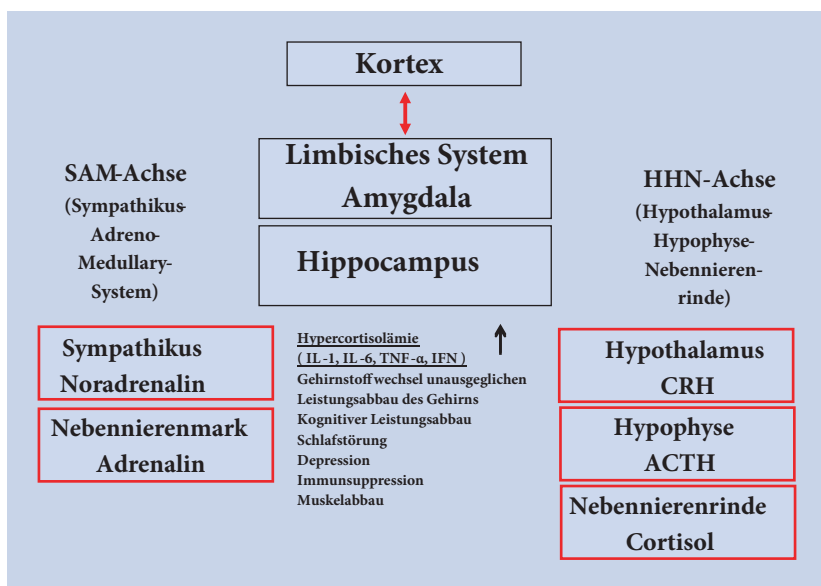 Kortex
Limbisches System
Amygdala
Hippocampus
SAM-Achse
(Sympathikus-
Adreno-
Medullary-
System)
Sympathikus
Noradrenalin
Nebennierenmark
Adrenalin
Hypercortisolämie
( IL-1, IL-6, TNF-α, IFN )
Gehirnstoffwechsel unausgeglichen
Leistungsabbau des Gehirns
Kognitiver Leistungsabbau
Schlafstörung
Depression
Immunsuppression
Muskelabbau
HHN-Achse
(Hypothalamus-
Hypophyse-
Nebennieren-
rinde)
Hypothalamus
CRH
Hypophyse
ACTH
Nebennierenrinde
Cortisol